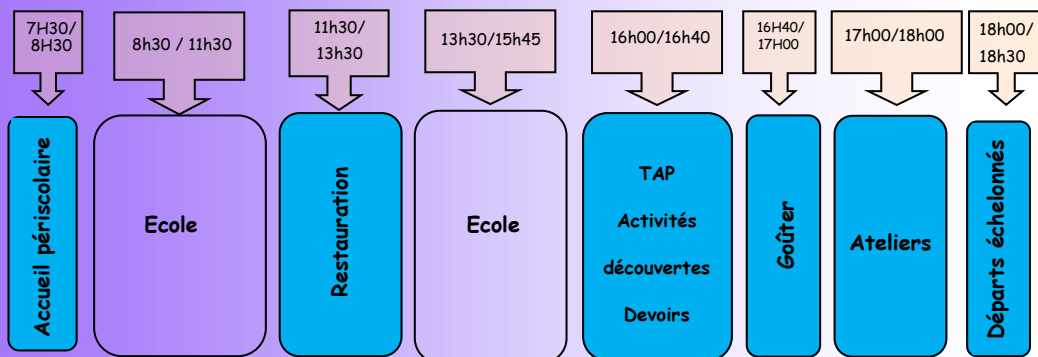 7H30/
8H30
8h30 / 11h30
11h30/
13h30
13h30/15h45
16h00/16h40
16H40/
17H00
17h00/18h00
18h00/
18h30
Accueil périscolaire
Ecole
Restauration
Ecole
TAP
Activités
découvertes
Devoirs
Goûter
Ateliers
Départs échelonnés